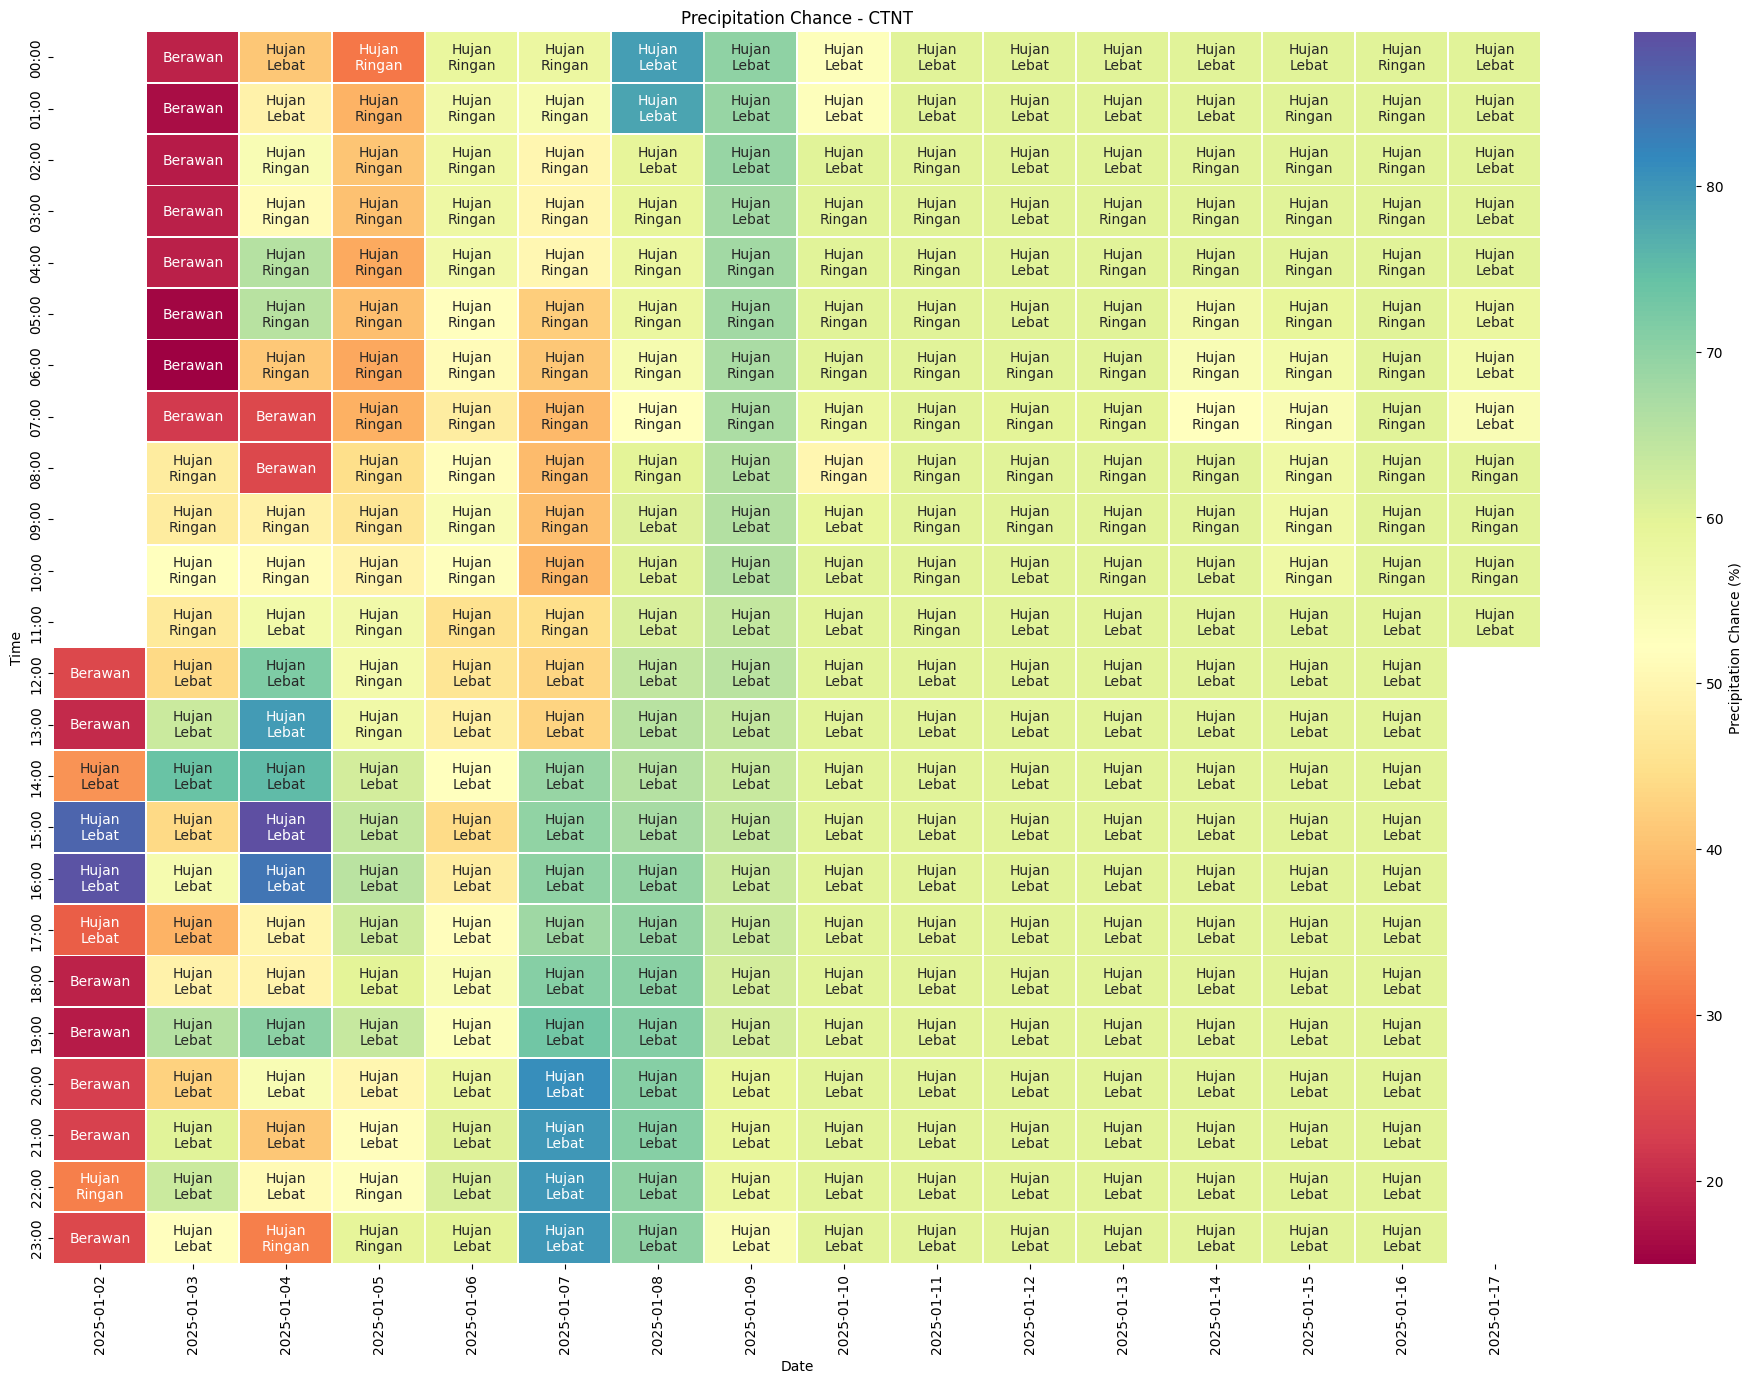 Precipitation Chance - CTNT
00:00 Berawan Hujan Lebat Hujan Ringan Hujan Ringan Hujan Ringan Hujan Lebat Hujan Lebat Hujan Lebat Hujan Lebat Hujan Lebat Hujan Lebat Hujan Lebat Hujan Lebat Hujan Ringan Hujan Lebat
01:00 Berawan Hujan Lebat Hujan Ringan Hujan Ringan Hujan Ringan Hujan Lebat Hujan Lebat Hujan Lebat Hujan Lebat Hujan Lebat Hujan Lebat Hujan Lebat Hujan Ringan Hujan Ringan Hujan Lebat
02:00 Berawan Hujan Ringan Hujan Ringan Hujan Ringan Hujan Ringan Hujan Lebat Hujan Lebat Hujan Lebat Hujan Ringan Hujan Lebat Hujan Lebat Hujan Ringan Hujan Ringan Hujan Ringan Hujan Lebat
03:00 Berawan Hujan Ringan Hujan Ringan Hujan Ringan Hujan Ringan Hujan Ringan Hujan Lebat Hujan Ringan Hujan Ringan Hujan Lebat Hujan Ringan Hujan Ringan Hujan Ringan Hujan Ringan Hujan Lebat
04:00 Berawan Hujan Ringan Hujan Ringan Hujan Ringan Hujan Ringan Hujan Ringan Hujan Ringan Hujan Ringan Hujan Ringan Hujan Lebat Hujan Ringan Hujan Ringan Hujan Ringan Hujan Ringan Hujan Lebat
05:00 Berawan Hujan Ringan Hujan Ringan Hujan Ringan Hujan Ringan Hujan Ringan Hujan Ringan Hujan Ringan Hujan Ringan Hujan Lebat Hujan Ringan Hujan Ringan Hujan Ringan Hujan Ringan Hujan Lebat
06:00 Berawan Hujan Ringan Hujan Ringan Hujan Ringan Hujan Ringan Hujan Ringan Hujan Ringan Hujan Ringan Hujan Ringan Hujan Ringan Hujan Ringan Hujan Ringan Hujan Ringan Hujan Ringan Hujan Lebat
07:00 Berawan Berawan Hujan Ringan Hujan Ringan Hujan Ringan Hujan Ringan Hujan Ringan Hujan Ringan Hujan Ringan Hujan Ringan Hujan Ringan Hujan Ringan Hujan Ringan Hujan Ringan Hujan Lebat
08:00 Hujan Ringan Berawan Hujan Ringan Hujan Ringan Hujan Ringan Hujan Ringan Hujan Lebat Hujan Ringan Hujan Ringan Hujan Ringan Hujan Ringan Hujan Ringan Hujan Ringan Hujan Ringan Hujan Ringan
09:00 Hujan Ringan Hujan Ringan Hujan Ringan Hujan Ringan Hujan Ringan Hujan Lebat Hujan Lebat Hujan Lebat Hujan Ringan Hujan Ringan Hujan Ringan Hujan Lebat Hujan Ringan Hujan Ringan Hujan Ringan
10:00 Hujan Ringan Hujan Ringan Hujan Ringan Hujan Ringan Hujan Ringan Hujan Lebat Hujan Lebat Hujan Lebat Hujan Ringan Hujan Lebat Hujan Ringan Hujan Lebat Hujan Ringan Hujan Ringan Hujan Ringan
11:00 Hujan Ringan Hujan Lebat Hujan Ringan Hujan Ringan Hujan Ringan Hujan Lebat Hujan Lebat Hujan Lebat Hujan Ringan Hujan Lebat Hujan Lebat Hujan Lebat Hujan Lebat Hujan Lebat Hujan Lebat
12:00 Berawan Hujan Lebat Hujan Lebat Hujan Ringan Hujan Lebat Hujan Lebat Hujan Lebat Hujan Lebat Hujan Lebat Hujan Lebat Hujan Lebat Hujan Lebat Hujan Lebat Hujan Lebat Hujan Lebat
13:00 Berawan Hujan Lebat Hujan Lebat Hujan Ringan Hujan Lebat Hujan Lebat Hujan Lebat Hujan Lebat Hujan Lebat Hujan Lebat Hujan Lebat Hujan Lebat Hujan Lebat Hujan Lebat Hujan Lebat
14:00 Hujan Lebat Hujan Lebat Hujan Lebat Hujan Lebat Hujan Lebat Hujan Lebat Hujan Lebat Hujan Lebat Hujan Lebat Hujan Lebat Hujan Lebat Hujan Lebat Hujan Lebat Hujan Lebat Hujan Lebat
15:00 Hujan Lebat Hujan Lebat Hujan Lebat Hujan Lebat Hujan Lebat Hujan Lebat Hujan Lebat Hujan Lebat Hujan Lebat Hujan Lebat Hujan Lebat Hujan Lebat Hujan Lebat Hujan Lebat Hujan Lebat
16:00 Hujan Lebat Hujan Lebat Hujan Lebat Hujan Lebat Hujan Lebat Hujan Lebat Hujan Lebat Hujan Lebat Hujan Lebat Hujan Lebat Hujan Lebat Hujan Lebat Hujan Lebat Hujan Lebat Hujan Lebat
17:00 Hujan Lebat Hujan Lebat Hujan Lebat Hujan Lebat Hujan Lebat Hujan Lebat Hujan Lebat Hujan Lebat Hujan Lebat Hujan Lebat Hujan Lebat Hujan Lebat Hujan Lebat Hujan Lebat Hujan Lebat
18:00 Berawan Hujan Lebat Hujan Lebat Hujan Lebat Hujan Lebat Hujan Lebat Hujan Lebat Hujan Lebat Hujan Lebat Hujan Lebat Hujan Lebat Hujan Lebat Hujan Lebat Hujan Lebat Hujan Lebat
19:00 Berawan Hujan Lebat Hujan Lebat Hujan Lebat Hujan Lebat Hujan Lebat Hujan Lebat Hujan Lebat Hujan Lebat Hujan Lebat Hujan Lebat Hujan Lebat Hujan Lebat Hujan Lebat Hujan Lebat
20:00 Berawan Hujan Lebat Hujan Lebat Hujan Lebat Hujan Lebat Hujan Lebat Hujan Lebat Hujan Lebat Hujan Lebat Hujan Lebat Hujan Lebat Hujan Lebat Hujan Lebat Hujan Lebat Hujan Lebat
21:00 Berawan Hujan Lebat Hujan Lebat Hujan Lebat Hujan Lebat Hujan Lebat Hujan Lebat Hujan Lebat Hujan Lebat Hujan Lebat Hujan Lebat Hujan Lebat Hujan Lebat Hujan Lebat Hujan Lebat
22:00 Hujan Ringan Hujan Lebat Hujan Lebat Hujan Ringan Hujan Lebat Hujan Lebat Hujan Lebat Hujan Lebat Hujan Lebat Hujan Lebat Hujan Lebat Hujan Lebat Hujan Lebat Hujan Lebat Hujan Lebat
23:00 Berawan Hujan Lebat Hujan Ringan Hujan Ringan Hujan Lebat Hujan Lebat Hujan Lebat Hujan Lebat Hujan Lebat Hujan Lebat Hujan Lebat Hujan Lebat Hujan Lebat Hujan Lebat Hujan Lebat
Time
2025-01-02 2025-01-03 2025-01-04 2025-01-05 2025-01-06 2025-01-07 2025-01-08 2025-01-09 2025-01-10 2025-01-11 2025-01-12 2025-01-13 2025-01-14 2025-01-15 2025-01-16 2025-01-17
Date
80
70
60
50
40
30
20
Precipitation Chance (%)